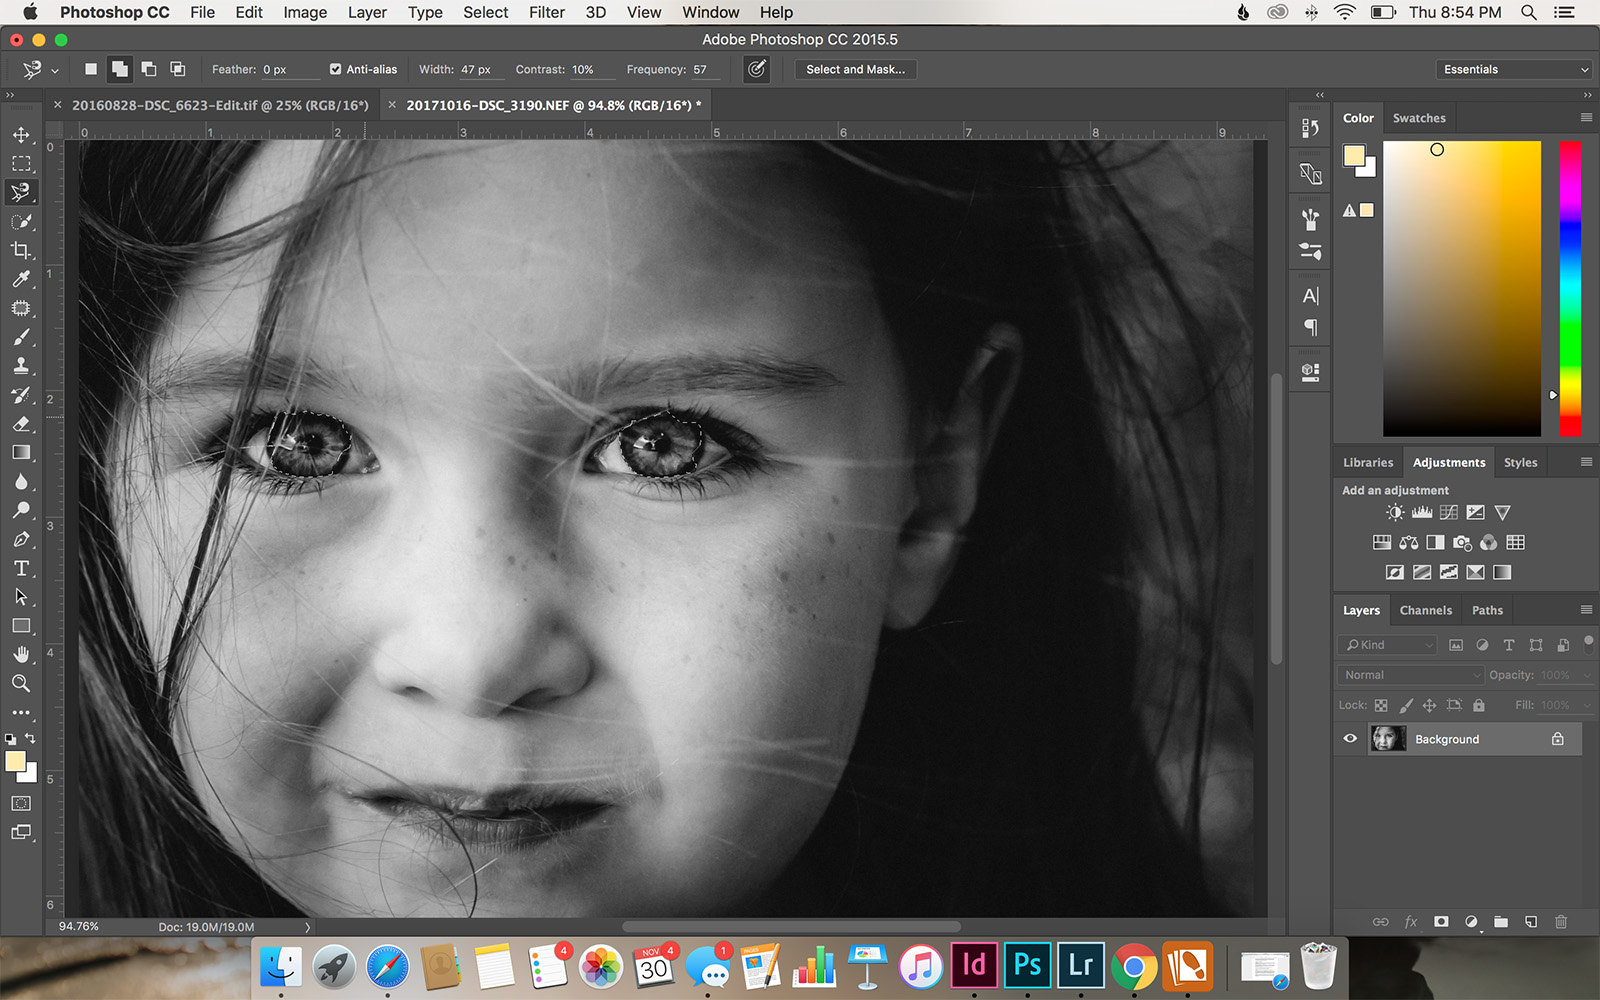 Photoshop CC File Edit Image Layer Type Select Filter 3D View Window Help Thu 8:54 PM
Adobe Photoshop CC 2015.5
Feather: 0 px Anti-alias Width: 47 px Contrast: 10% Frequency: 57 Select and Mask... Essentials
20160828-DSC_6623-Edit.tif @ 25% (RGB/16*) 20171016-DSC_3190.NEF @ 94.8% (RGB/16*) *
0 1 2 3 4 5 6 7 8 9
0
1
2
3
4
5
6
Color Swatches
Libraries Adjustments Styles
Add an adjustment
Layers Channels Paths
Kind
Normal Opacity: 100%
Lock: Fill: 100%
Background
fx
94.76% Doc: 19.0M/19.0M
4 NOV 30 4 1 Id Ps Lr